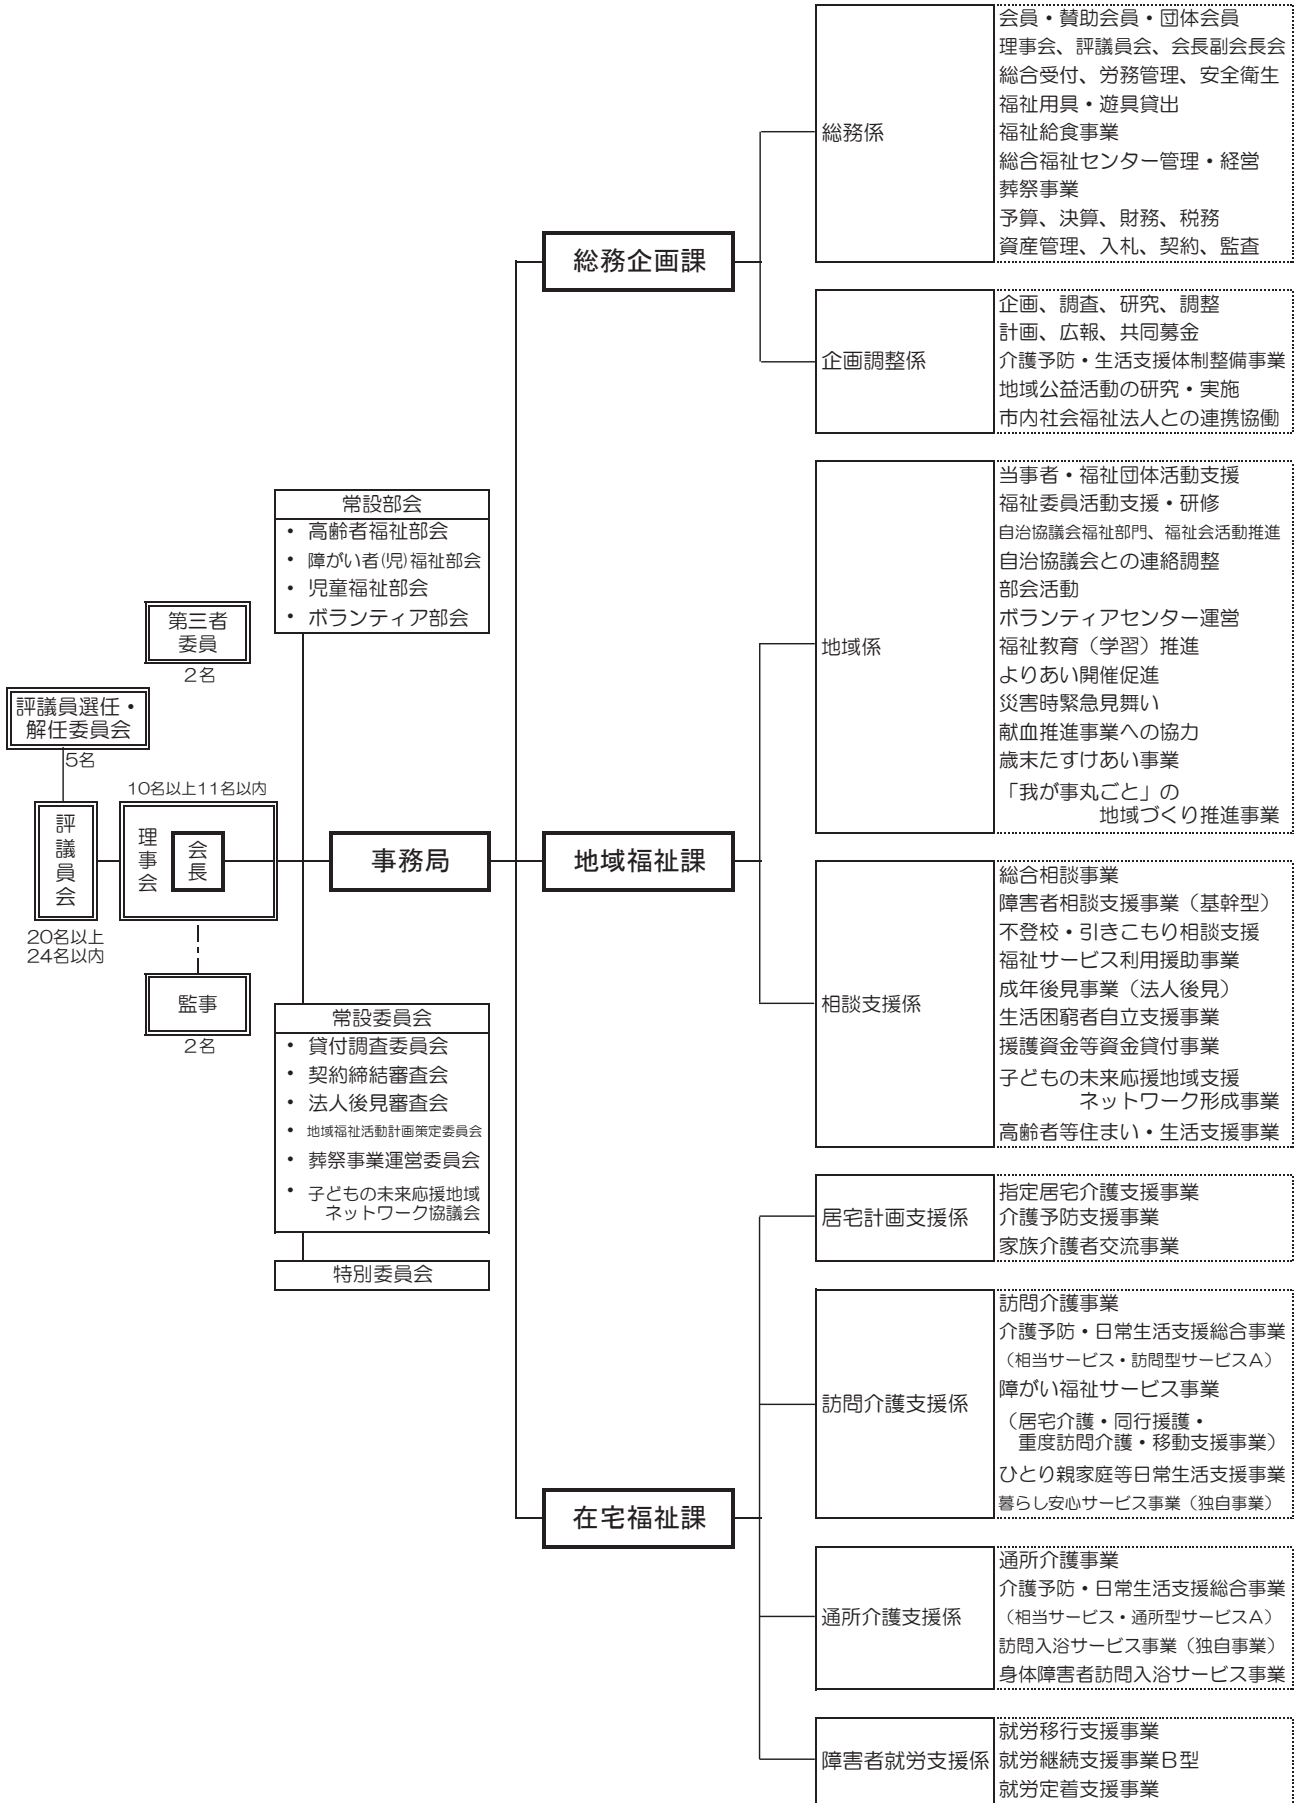 評議員選任・
解任委員会
5名
評議員会
20名以上
24名以内
第三者
委員
2名
10名以上11名以内
理事会
会長
監事
2名
常設部会
・ 高齢者福祉部会
・ 障がい者(児)福祉部会
・ 児童福祉部会
・ ボランティア部会
事務局
常設委員会
・ 貸付調査委員会
・ 契約締結審査会
・ 法人後見審査会
・ 地域福祉活動計画策定委員会
・ 葬祭事業運営委員会
・ 子どもの未来応援地域
ネットワーク協議会
特別委員会
総務企画課
総務係
会員・賛助会員・団体会員
理事会、評議員会、会長副会長会
総合受付、労務管理、安全衛生
福祉用具・遊具貸出
福祉給食事業
総合福祉センター管理・経営
葬祭事業
予算、決算、財務、税務
資産管理、入札、契約、監査
企画調整係
企画、調査、研究、調整
計画、広報、共同募金
介護予防・生活支援体制整備事業
地域公益活動の研究・実施
市内社会福祉法人との連携協働
地域福祉課
地域係
当事者・福祉団体活動支援
福祉委員活動支援・研修
自治協議会福祉部門、福祉会活動推進
自治協議会との連絡調整
部会活動
ボランティアセンター運営
福祉教育（学習）推進
よりあい開催促進
災害時緊急見舞い
献血推進事業への協力
歳末たすけあい事業
「我が事丸ごと」の
地域づくり推進事業
相談支援係
総合相談事業
障害者相談支援事業（基幹型）
不登校・引きこもり相談支援
福祉サービス利用援助事業
成年後見事業（法人後見）
生活困窮者自立支援事業
援護資金等資金貸付事業
子どもの未来応援地域支援
ネットワーク形成事業
高齢者等住まい・生活支援事業
在宅福祉課
居宅計画支援係
指定居宅介護支援事業
介護予防支援事業
家族介護者交流事業
訪問介護支援係
訪問介護事業
介護予防・日常生活支援総合事業
（相当サービス・訪問型サービスA）
障がい福祉サービス事業
（居宅介護・同行援護・
重度訪問介護・移動支援事業）
ひとり親家庭等日常生活支援事業
暮らし安心サービス事業（独自事業）
通所介護支援係
通所介護事業
介護予防・日常生活支援総合事業
（相当サービス・通所型サービスA）
訪問入浴サービス事業（独自事業）
身体障害者訪問入浴サービス事業
障害者就労支援係
就労移行支援事業
就労継続支援事業B型
就労定着支援事業